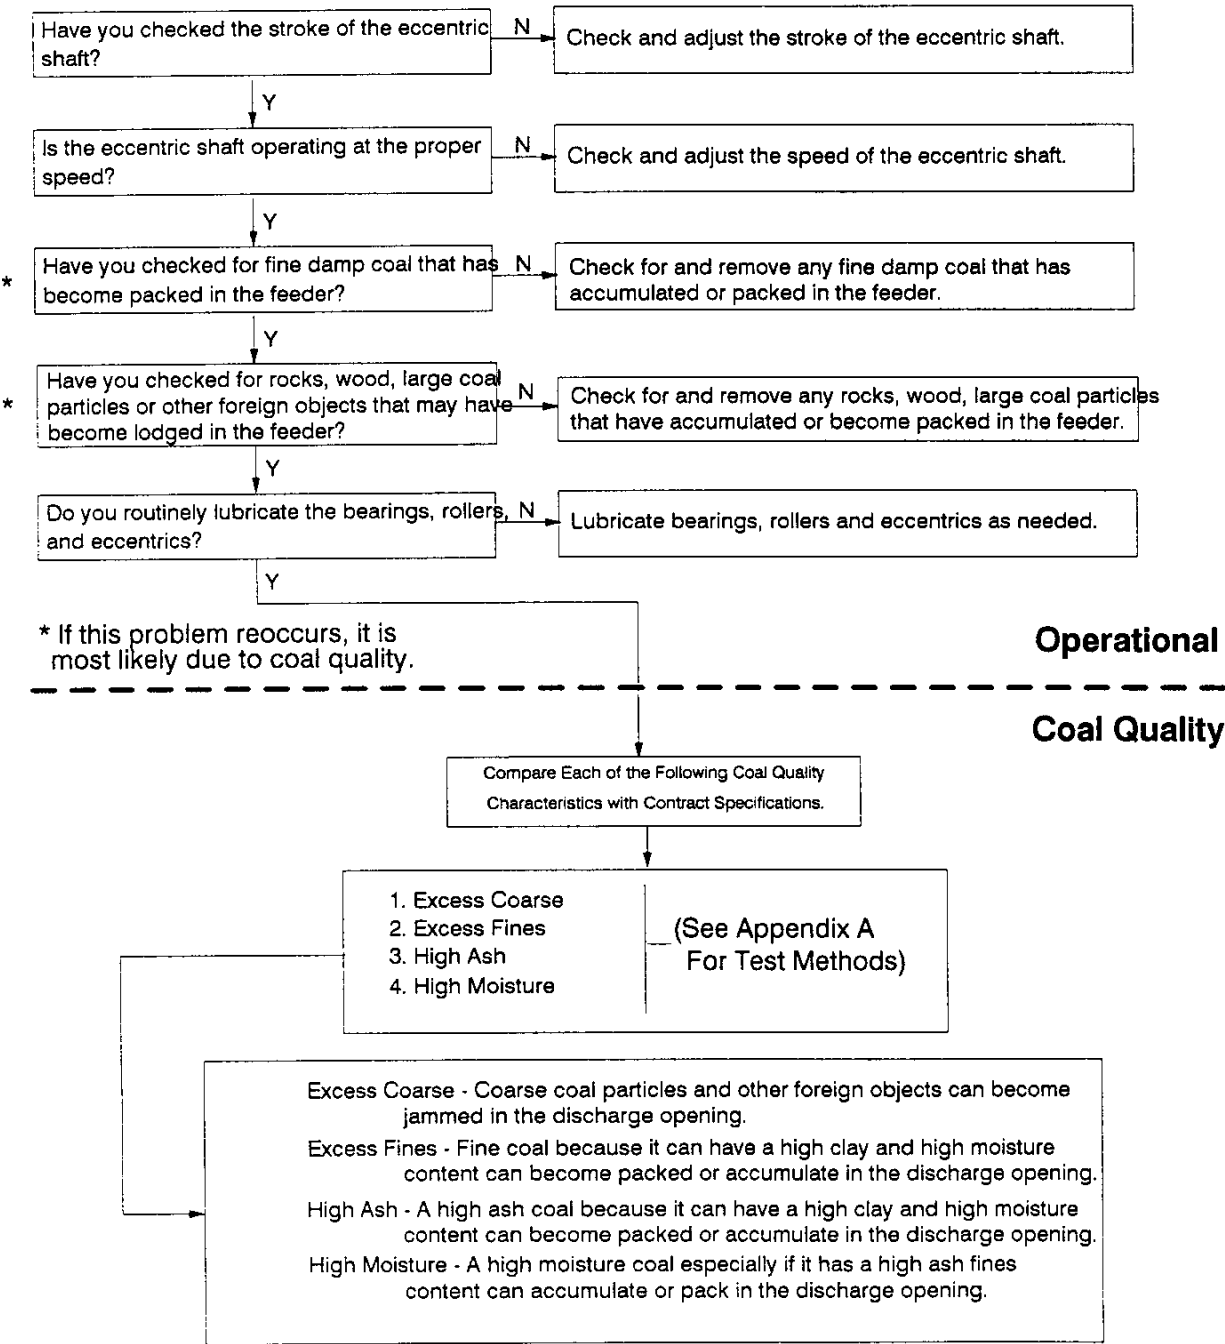 Have you checked the stroke of the eccentric
shaft?
N
Check and adjust the stroke of the eccentric shaft.
Y
Is the eccentric shaft operating at the proper
speed?
N
Check and adjust the speed of the eccentric shaft.
Y
*
Have you checked for fine damp coal that has
become packed in the feeder?
N
Check for and remove any fine damp coal that has
accumulated or packed in the feeder.
Y
*
Have you checked for rocks, wood, large coal
particles or other foreign objects that may have
become lodged in the feeder?
N
Check for and remove any rocks, wood, large coal particles
that have accumulated or become packed in the feeder.
Y
Do you routinely lubricate the bearings, rollers,
and eccentrics?
N
Lubricate bearings, rollers and eccentrics as needed.
Y
* If this problem reoccurs, it is
most likely due to coal quality.
Operational
Coal Quality
Compare Each of the Following Coal Quality
Characteristics with Contract Specifications.
1. Excess Coarse
2. Excess Fines
3. High Ash
4. High Moisture
(See Appendix A
For Test Methods)
Excess Coarse - Coarse coal particles and other foreign objects can become
jammed in the discharge opening.
Excess Fines - Fine coal because it can have a high clay and high moisture
content can become packed or accumulate in the discharge opening.
High Ash - A high ash coal because it can have a high clay and high moisture
content can become packed or accumulate in the discharge opening.
High Moisture - A high moisture coal especially if it has a high ash fines
content can accumulate or pack in the discharge opening.